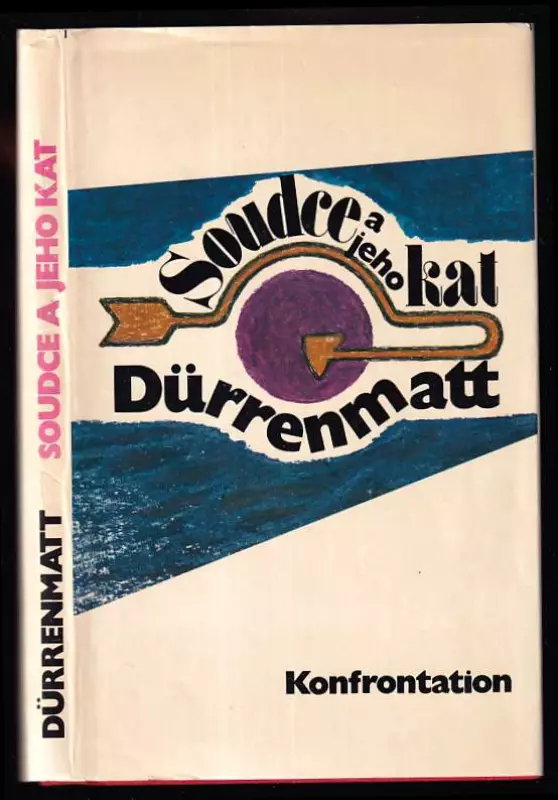 DÜRRENMATT SOUDCE A JEHO KAT
Soudce a jeho kat
Dürrenmatt
Konfrontation